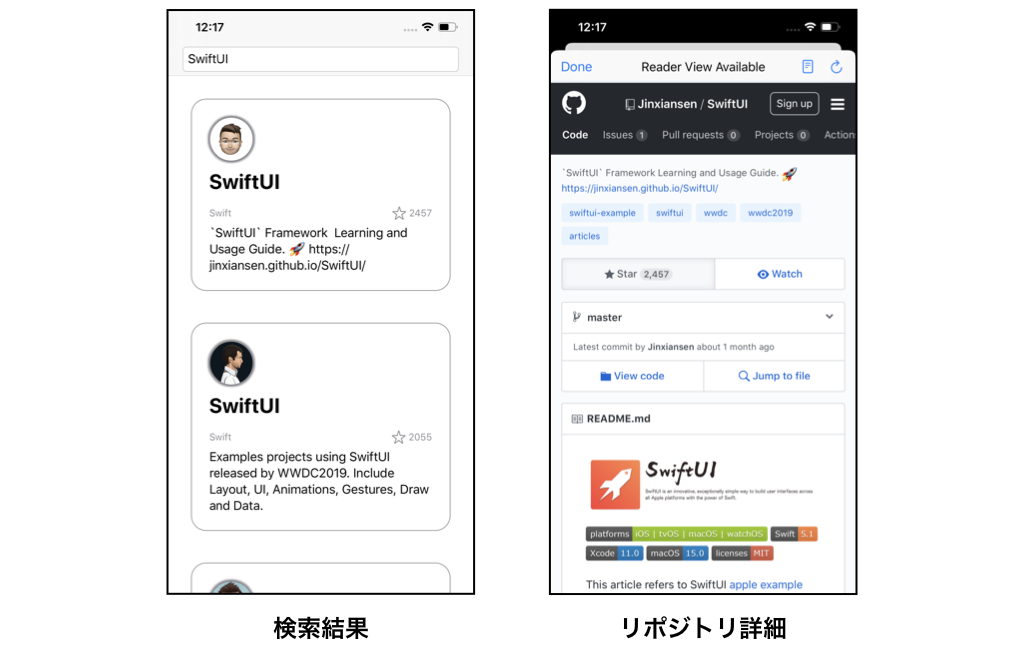 12:17
SwiftUI
SwiftUI
Swift
2457
`SwiftUI` Framework Learning and
Usage Guide. 🚀 https://
jinxiansen.github.io/SwiftUI/
SwiftUI
Swift
2055
Examples projects using SwiftUI
released by WWDC2019. Include
Layout, UI, Animations, Gestures, Draw
and Data.
検索結果
12:17
Done
Reader View Available
Jinxiansen / SwiftUI
Sign up
Code Issues 1 Pull requests 0 Projects 0 Action
`SwiftUI` Framework Learning and Usage Guide. 🚀
https://jinxiansen.github.io/SwiftUI/
swiftui-example swiftui wwdc wwdc2019
articles
Star 2,457
Watch
master
Latest commit by Jinxiansen about 1 month ago
View code
Jump to file
README.md
SwiftUI
SwiftUI is an innovative, exceptionally simple way to build user interfaces across
all Apple platforms with the power of Swift.
platforms iOS | tvOS | macOS | watchOS Swift 5.1
Xcode 11.0 macOS 15.0 licenses MIT
This article refers to SwiftUI apple example
リポジトリ詳細